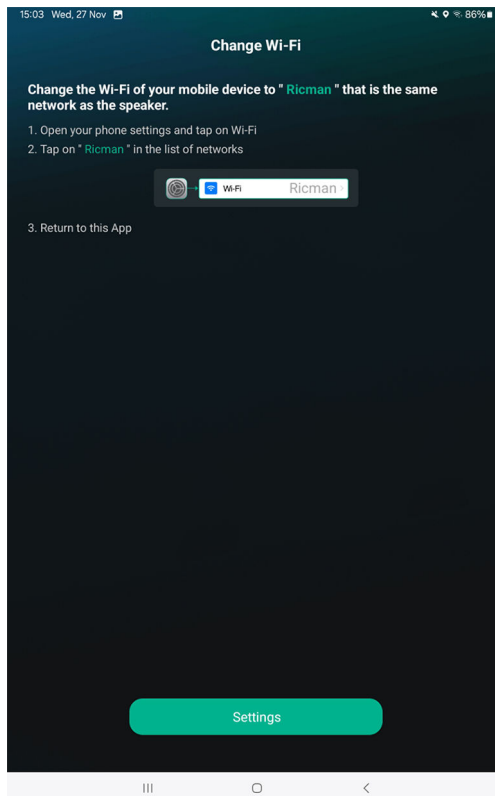 15:03 Wed, 27 Nov 86%
Change Wi-Fi
Change the Wi-Fi of your mobile device to " Ricman " that is the same
network as the speaker.
1. Open your phone settings and tap on Wi-Fi
2. Tap on " Ricman " in the list of networks
Wi-Fi Ricman
3. Return to this App
Settings